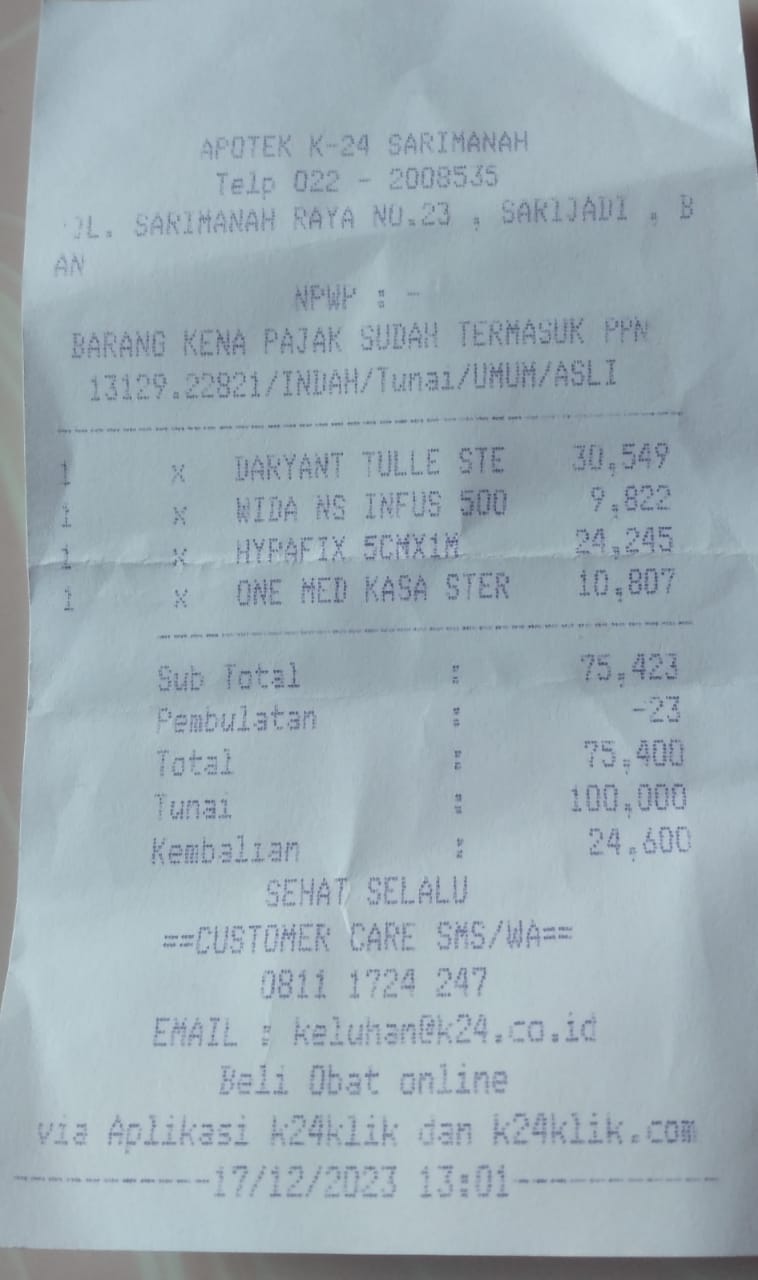 APOTEK K-24 SARIMANAH
Telp 022 - 2008535
JL. SARIMANAH RAYA NO.23 , SARIJADI , B
AN
NPWP : -
BARANG KENA PAJAK SUDAH TERMASUK PPN
13129.22821/INDAH/Tunai/UMUM/ASLI
1 x DARYANT TULLE STE 30,549
1 x WIDA NS INFUS 500 9,822
1 x HYPAFIX 5CMX1M 24,245
1 x ONE MED KASA STER 10,807
Sub Total : 75,423
Pembulatan : -23
Total : 75,400
Tunai : 100,000
Kembalian : 24,600
SEHAT SELALU
==CUSTOMER CARE SMS/WA==
0811 1724 247
EMAIL : keluhan@k24.co.id
Beli Obat online
via Aplikasi k24klik dan k24klik.com
-----------17/12/2023 13:01-----------